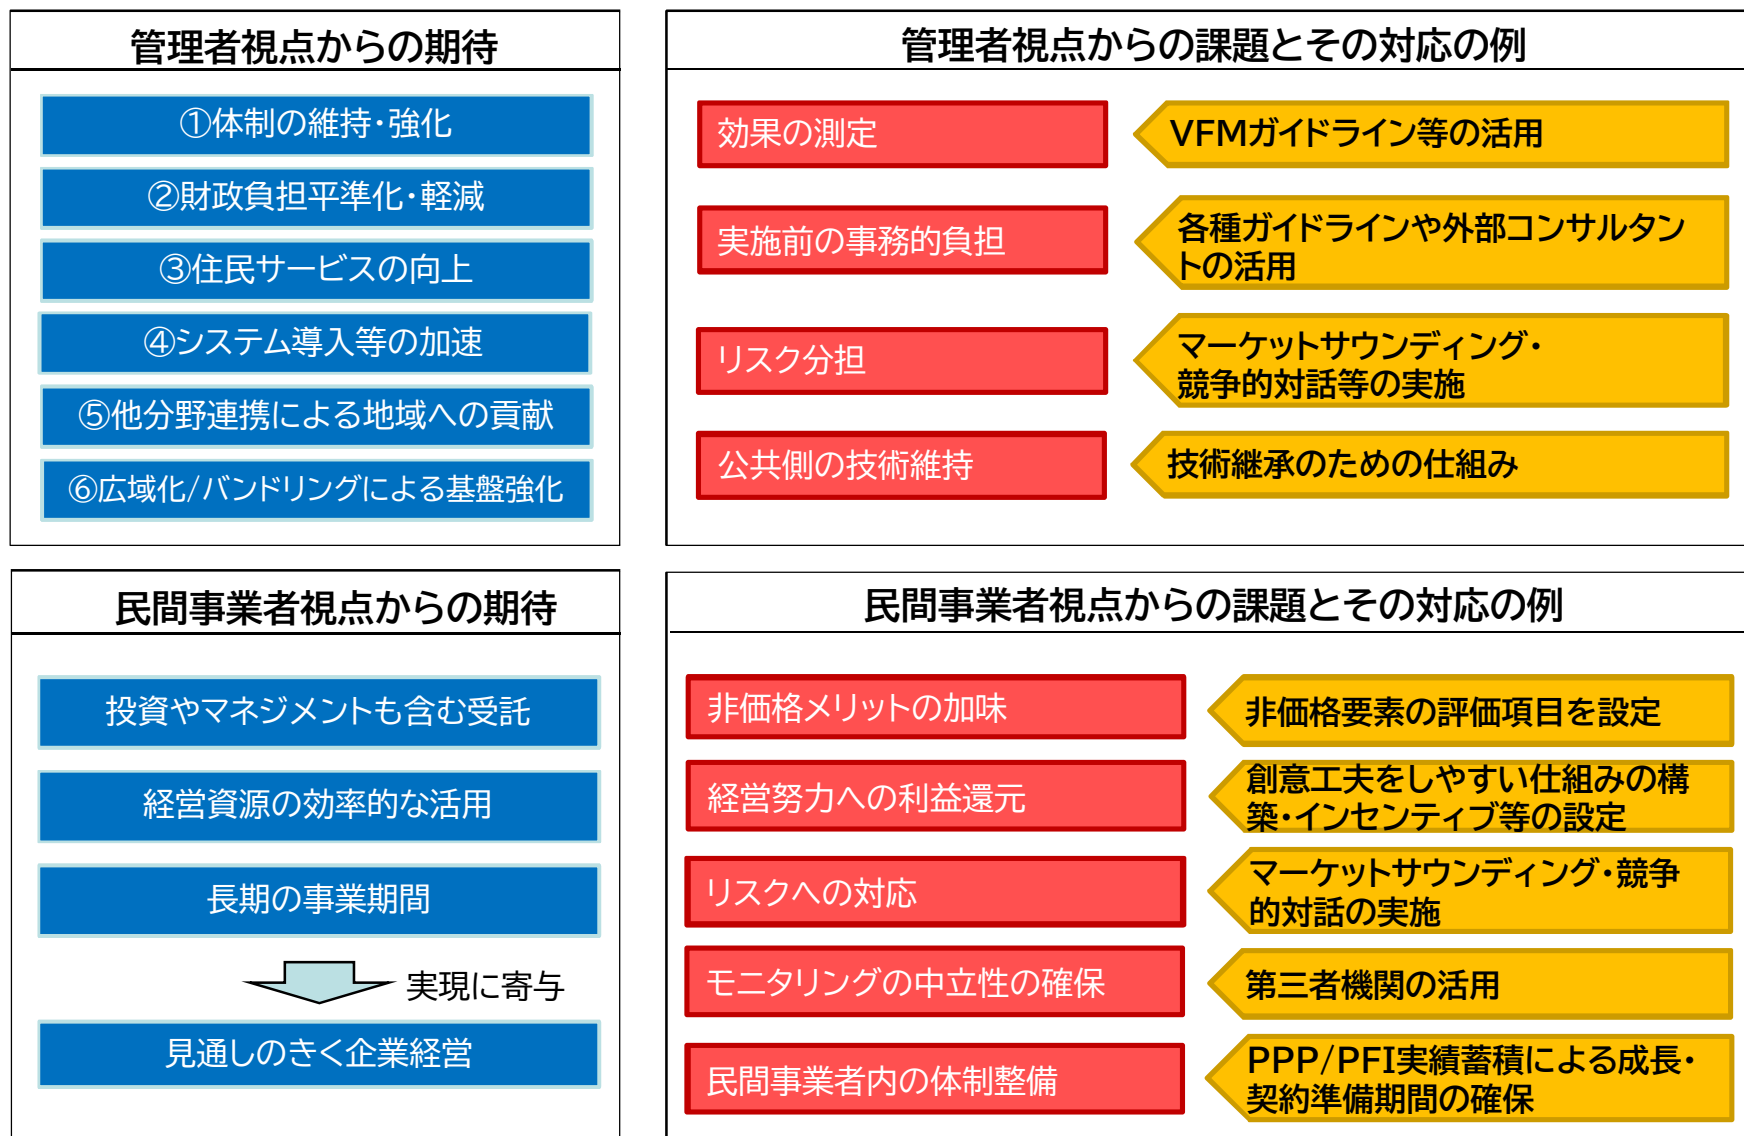 管理者視点からの期待
①体制の維持・強化
②財政負担平準化・軽減
③住民サービスの向上
④システム導入等の加速
⑤他分野連携による地域への貢献
⑥広域化/バンドリングによる基盤強化
管理者視点からの課題とその対応の例
効果の測定
VFMガイドライン等の活用
実施前の事務的負担
各種ガイドラインや外部コンサルタン
トの活用
リスク分担
マーケットサウンディング・
競争的対話等の実施
公共側の技術維持
技術継承のための仕組み
民間事業者視点からの期待
投資やマネジメントも含む受託
経営資源の効率的な活用
長期の事業期間
実現に寄与
見通しのきく企業経営
民間事業者視点からの課題とその対応の例
非価格メリットの加味
非価格要素の評価項目を設定
経営努力への利益還元
創意工夫をしやすい仕組みの構
築・インセンティブ等の設定
リスクへの対応
マーケットサウンディング・競争
的対話の実施
モニタリングの中立性の確保
第三者機関の活用
民間事業者内の体制整備
PPP/PFI実績蓄積による成長・
契約準備期間の確保